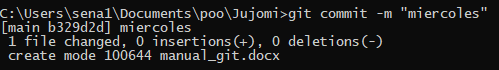 C:\Users\sena1\Documents\poo\Jujomi>git commit -m "miercoles"
[main b329d2d] miercoles
 1 file changed, 0 insertions(+), 0 deletions(-)
 create mode 100644 manual_git.docx